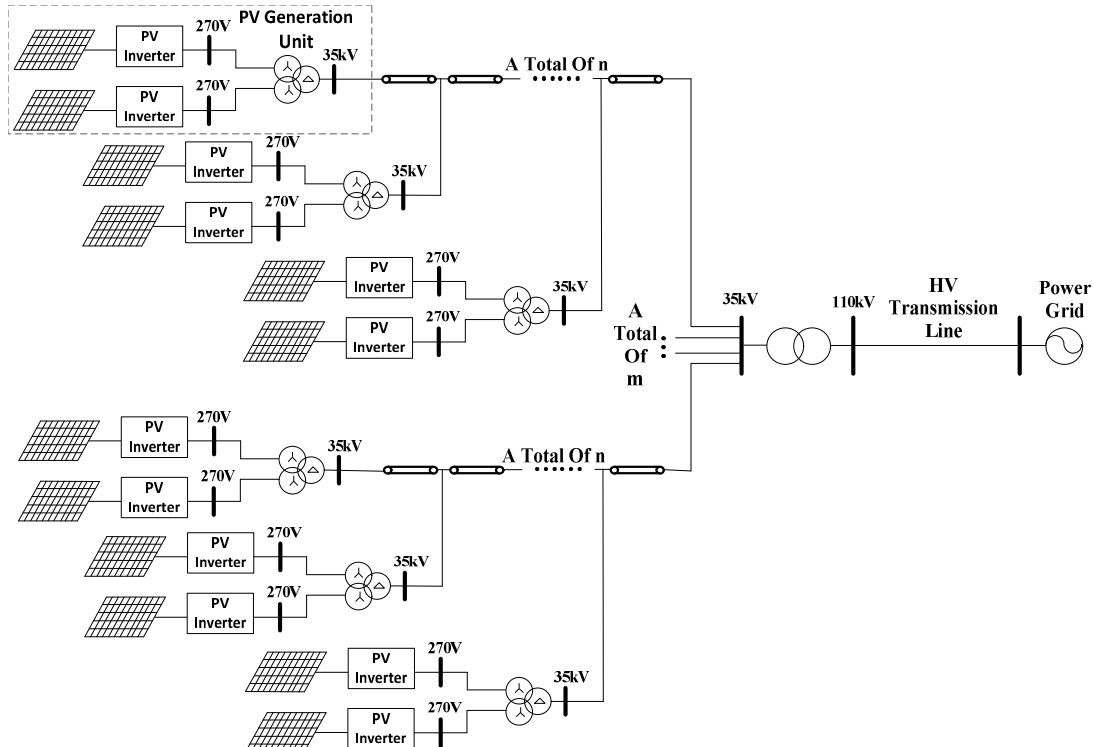 PV Generation
Unit
270V
PV
Inverter
35kV
270V
PV
Inverter
A Total Of n
270V
PV
Inverter
35kV
270V
PV
Inverter
270V
PV
Inverter
35kV
270V
PV
Inverter
A
Total
Of
m
35kV
110kV
HV
Transmission
Line
Power
Grid
270V
PV
Inverter
35kV
270V
PV
Inverter
A Total Of n
270V
PV
Inverter
35kV
270V
PV
Inverter
270V
PV
Inverter
35kV
270V
PV
Inverter